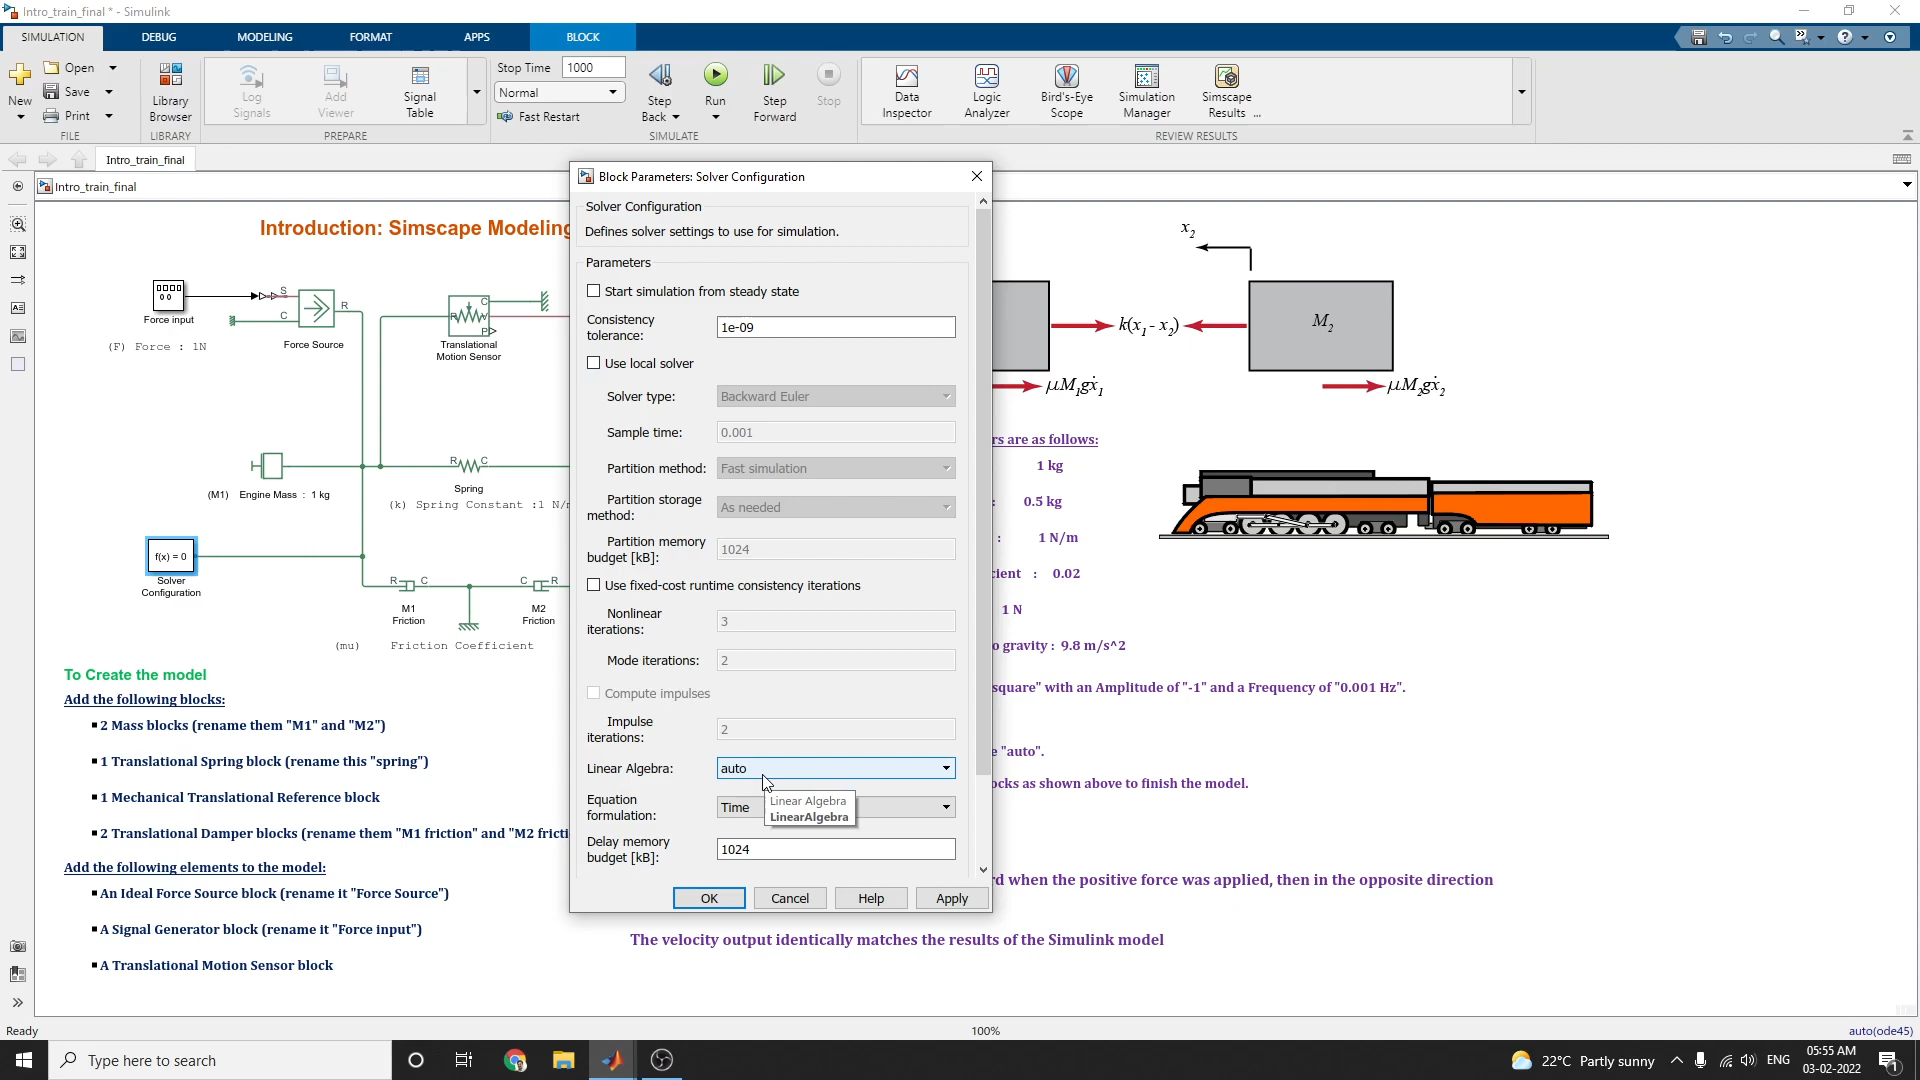 Intro_train_final * - Simulink
SIMULATION DEBUG MODELING FORMAT APPS BLOCK
New Open Save Print
FILE
Library Browser
LIBRARY
Log Signals Add Viewer Signal Table
PREPARE
Stop Time 1000
Normal
Fast Restart
Step Back Run Step Forward Stop
SIMULATE
Data Inspector Logic Analyzer Bird's-Eye Scope Simulation Manager Simscape Results ...
REVIEW RESULTS
Intro_train_final
Intro_train_final
Introduction: Simscape Modeling
Force input
(F) Force : 1N
S
C
R
Force Source
R
C
V
P
Translational Motion Sensor
(M1) Engine Mass : 1 kg
R C
Spring
(k) Spring Constant :1 N/
f(x) = 0
Solver Configuration
R C
M1 Friction
C R
M2 Friction
(mu) Friction Coefficient
To Create the model
Add the following blocks:
▪ 2 Mass blocks (rename them "M1" and "M2")
▪ 1 Translational Spring block (rename this "spring")
▪ 1 Mechanical Translational Reference block
▪ 2 Translational Damper blocks (rename them "M1 friction" and "M2 fricti
Add the following elements to the model:
▪ An Ideal Force Source block (rename it "Force Source")
▪ A Signal Generator block (rename it "Force input")
▪ A Translational Motion Sensor block
Block Parameters: Solver Configuration
Solver Configuration
Defines solver settings to use for simulation.
Parameters
Start simulation from steady state
Consistency tolerance: 1e-09
Use local solver
Solver type: Backward Euler
Sample time: 0.001
Partition method: Fast simulation
Partition storage method: As needed
Partition memory budget [kB]: 1024
Use fixed-cost runtime consistency iterations
Nonlinear iterations: 3
Mode iterations: 2
Compute impulses
Impulse iterations: 2
Linear Algebra: auto
Linear Algebra
LinearAlgebra
Equation formulation: Time
Delay memory budget [kB]: 1024
OK Cancel Help Apply
x₂
k(x₁ - x₂)
M₂
μM₁gẋ₁
μM₂gẋ₂
rs are as follows:
1 kg
: 0.5 kg
: 1 N/m
cient : 0.02
1 N
o gravity : 9.8 m/s^2
square" with an Amplitude of "-1" and a Frequency of "0.001 Hz".
e "auto".
ocks as shown above to finish the model.
rd when the positive force was applied, then in the opposite direction
The velocity output identically matches the results of the Simulink model
Ready
100%
auto(ode45)
Type here to search
22°C Partly sunny
ENG
05:55 AM
03-02-2022
1